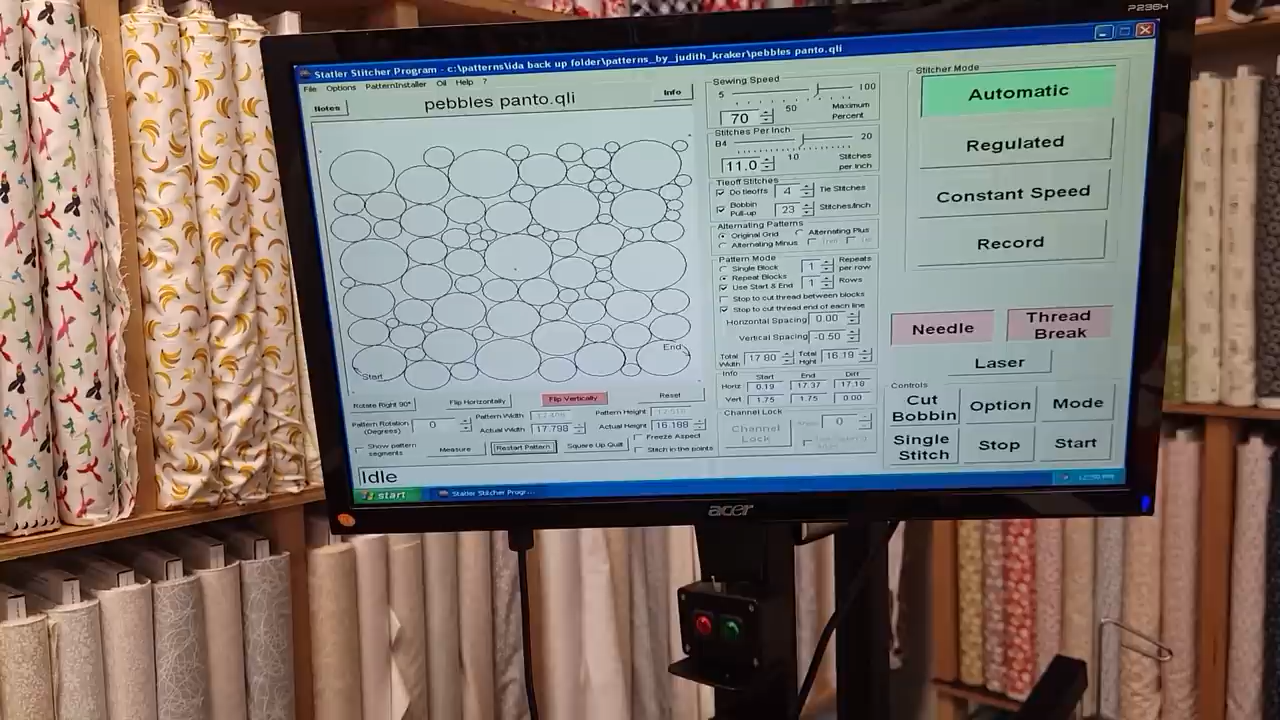 P236H
Statler Stitcher Program - c:\patterns\ida back up folder\patterns_by_judith_kraker\pebbles panto.qli
File Options PatternInstaller Oil Help ?
Notes
pebbles panto.qli
Info
Start
End
Rotate Right 90°
Flip Horizontally
Flip Vertically
Reset
Pattern Rotation (Degrees)
0
Pattern Width
Pattern Height
Actual Width
17.798
Actual Height
16.188
Show pattern segments
Measure
Restart Pattern
Square Up Quilt
Freeze Aspect
Stitch in the points
Idle
Sewing Speed
5
50
100
70
Maximum Percent
Stitches Per Inch
B4
10
20
11.0
Stitches per Inch
Tieoff Stitches
Do tieoffs
4
Tie Stitches
Bobbin Pull-up
23
Stitches/Inch
Alternating Patterns
Original Grid
Alternating Plus
Alternating Minus
Pattern Mode
Single Block
Repeat Blocks
Use Start & End
1
Repeats per row
1
Rows
Stop to cut thread between blocks
Stop to cut thread end of each line
Horizontal Spacing
0.00
Vertical Spacing
-0.50
Total Width
17.80
Total Hght
16.19
Info
Start End Diff
Horiz 0.19 17.37 17.18
Vert 1.75 1.75 0.00
Channel Lock
Channel Lock
0
Stitcher Mode
Automatic
Regulated
Constant Speed
Record
Needle
Thread Break
Laser
Controls
Cut Bobbin
Option
Mode
Single Stitch
Stop
Start
start
Statler Stitcher Progr...
12:50 PM
acer